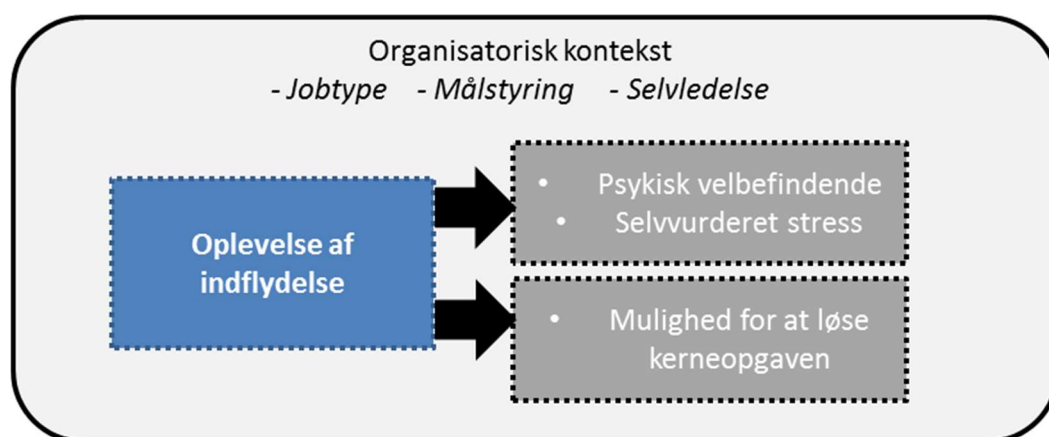 Organisatorisk kontekst
- Jobtype - Målstyring - Selvledelse
Oplevelse af
indflydelse
• Psykisk velbefindende
• Selvvurderet stress
• Mulighed for at løse
kerneopgaven